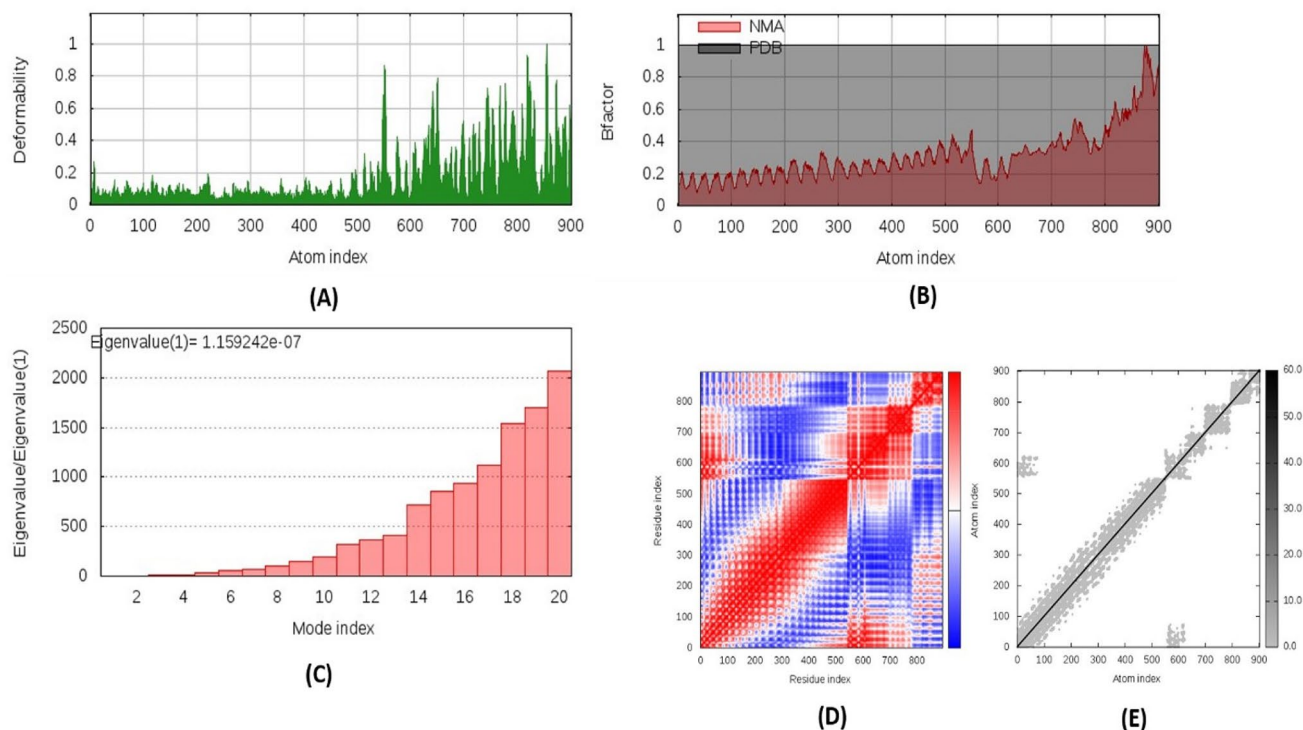 Deformability
1
0.8
0.6
0.4
0.2
0
0 100 200 300 400 500 600 700 800 900
Atom index
(A)
NMA
PDB
Bfactor
1
0.8
0.6
0.4
0.2
0
0 100 200 300 400 500 600 700 800 900
Atom index
(B)
Eigenvalue(1)= 1.159242e-07
Eigenvalue/Eigenvalue(1)
2500
2000
1500
1000
500
0
2 4 6 8 10 12 14 16 18 20
Mode index
(C)
Residue index
800
700
600
500
400
300
200
100
0
0 100 200 300 400 500 600 700 800
Residue index
(D)
Atom index
900
800
700
600
500
400
300
200
100
0
0 100 200 300 400 500 600 700 800 900
Atom index
60.0
50.0
40.0
30.0
20.0
10.0
0.0
(E)